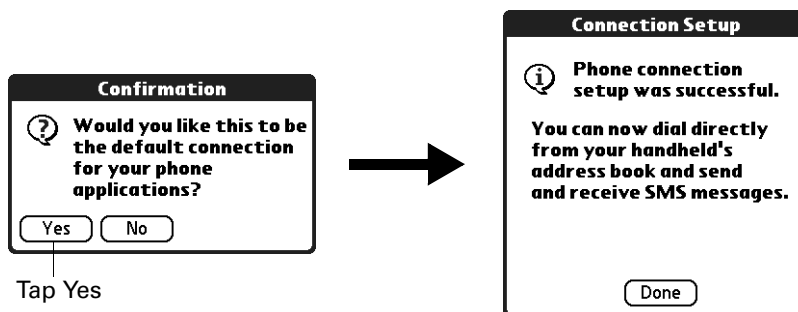 Confirmation
Would you like this to be
the default connection
for your phone
applications?
Yes No
Tap Yes
Connection Setup
Phone connection
setup was successful.
You can now dial directly
from your handheld's
address book and send
and receive SMS messages.
Done